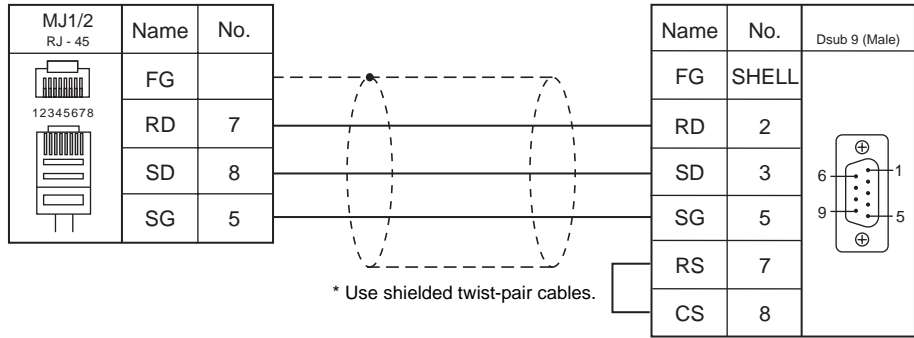 MJ1/2
RJ - 45
Name No.
12345678
FG
RD 7
SD 8
SG 5
* Use shielded twist-pair cables.
Name No.
Dsub 9 (Male)
FG SHELL
RD 2
SD 3
SG 5
RS 7
CS 8
6 1
9 5